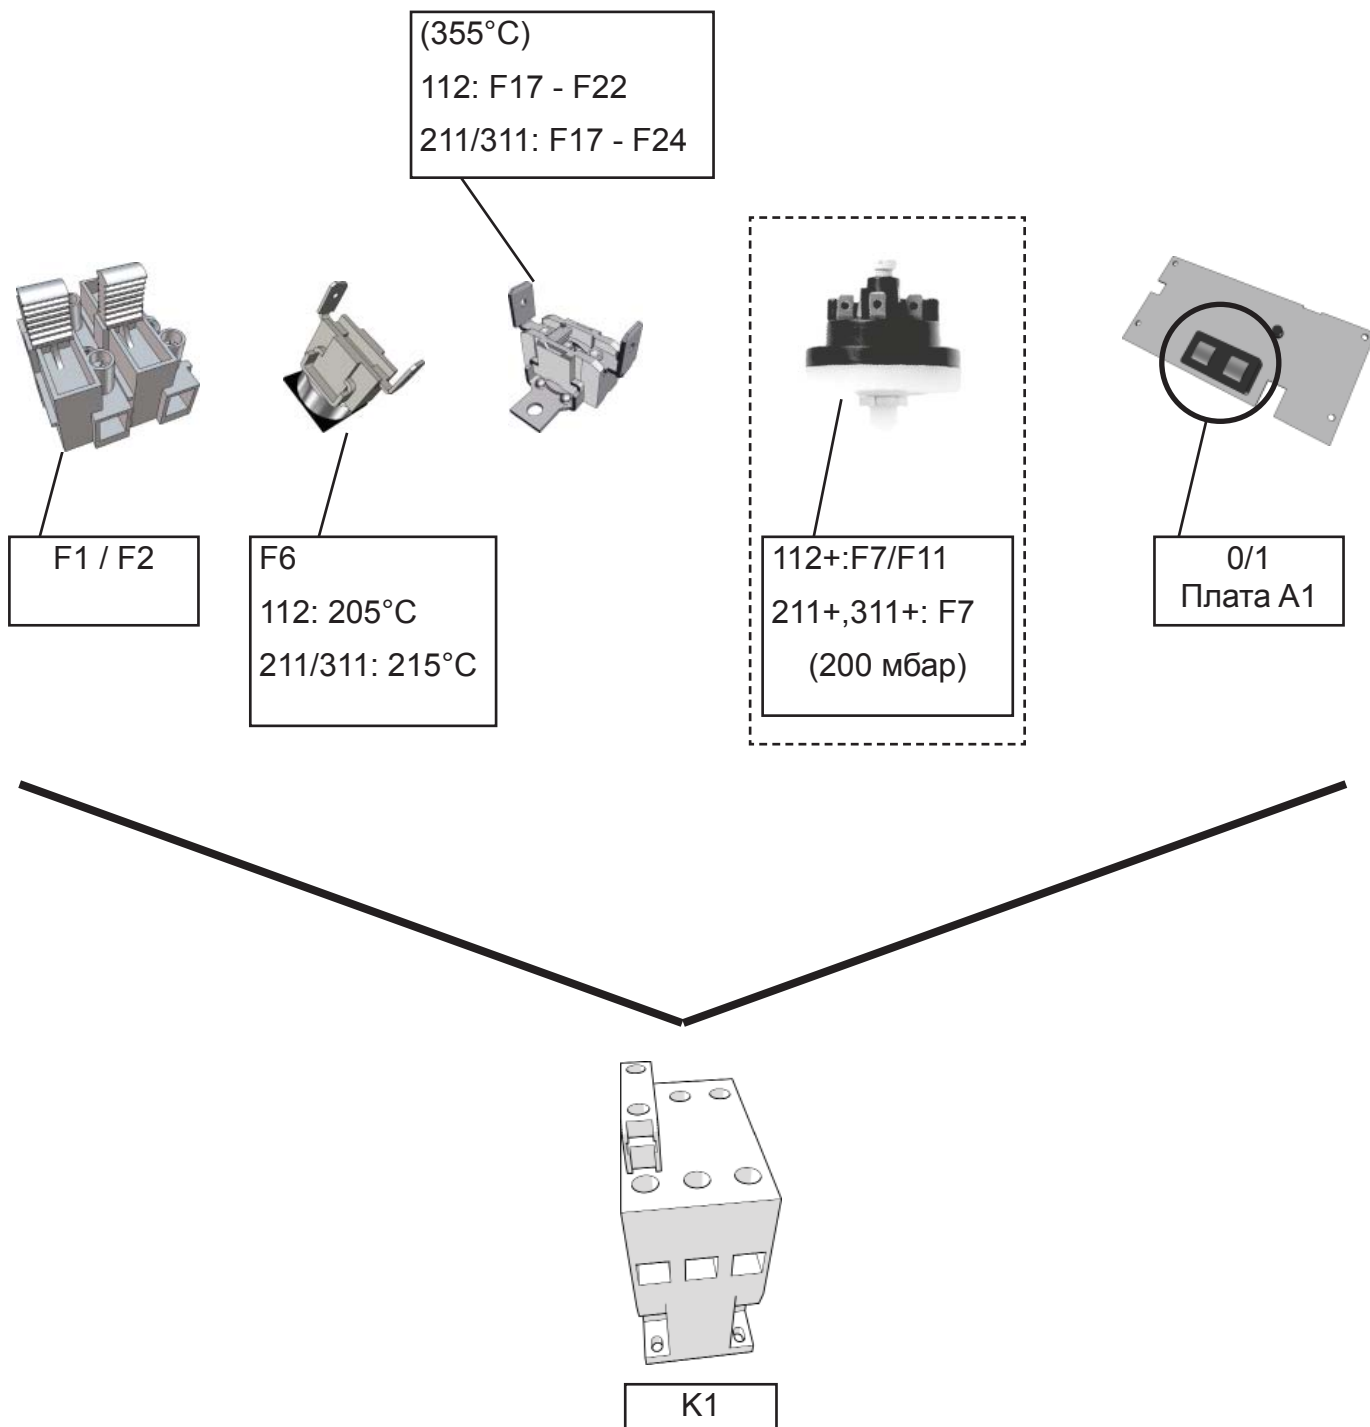 (355°C)
112: F17 - F22
211/311: F17 - F24
F1 / F2
F6
112: 205°C
211/311: 215°C
112+:F7/F11
211+,311+: F7
(200 мбар)
0/1
Плата A1
K1